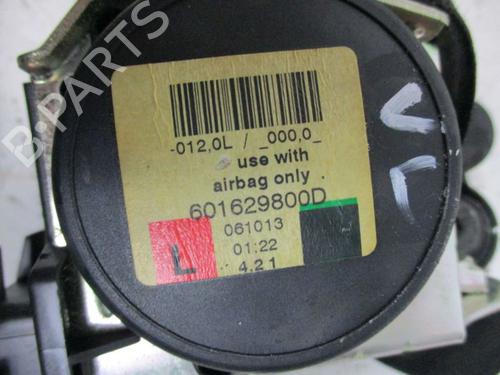 B·PARTS
-012,0L / _000,0_
use with
airbag only
601629800D
061013
01:22
4.2 1
L
VL